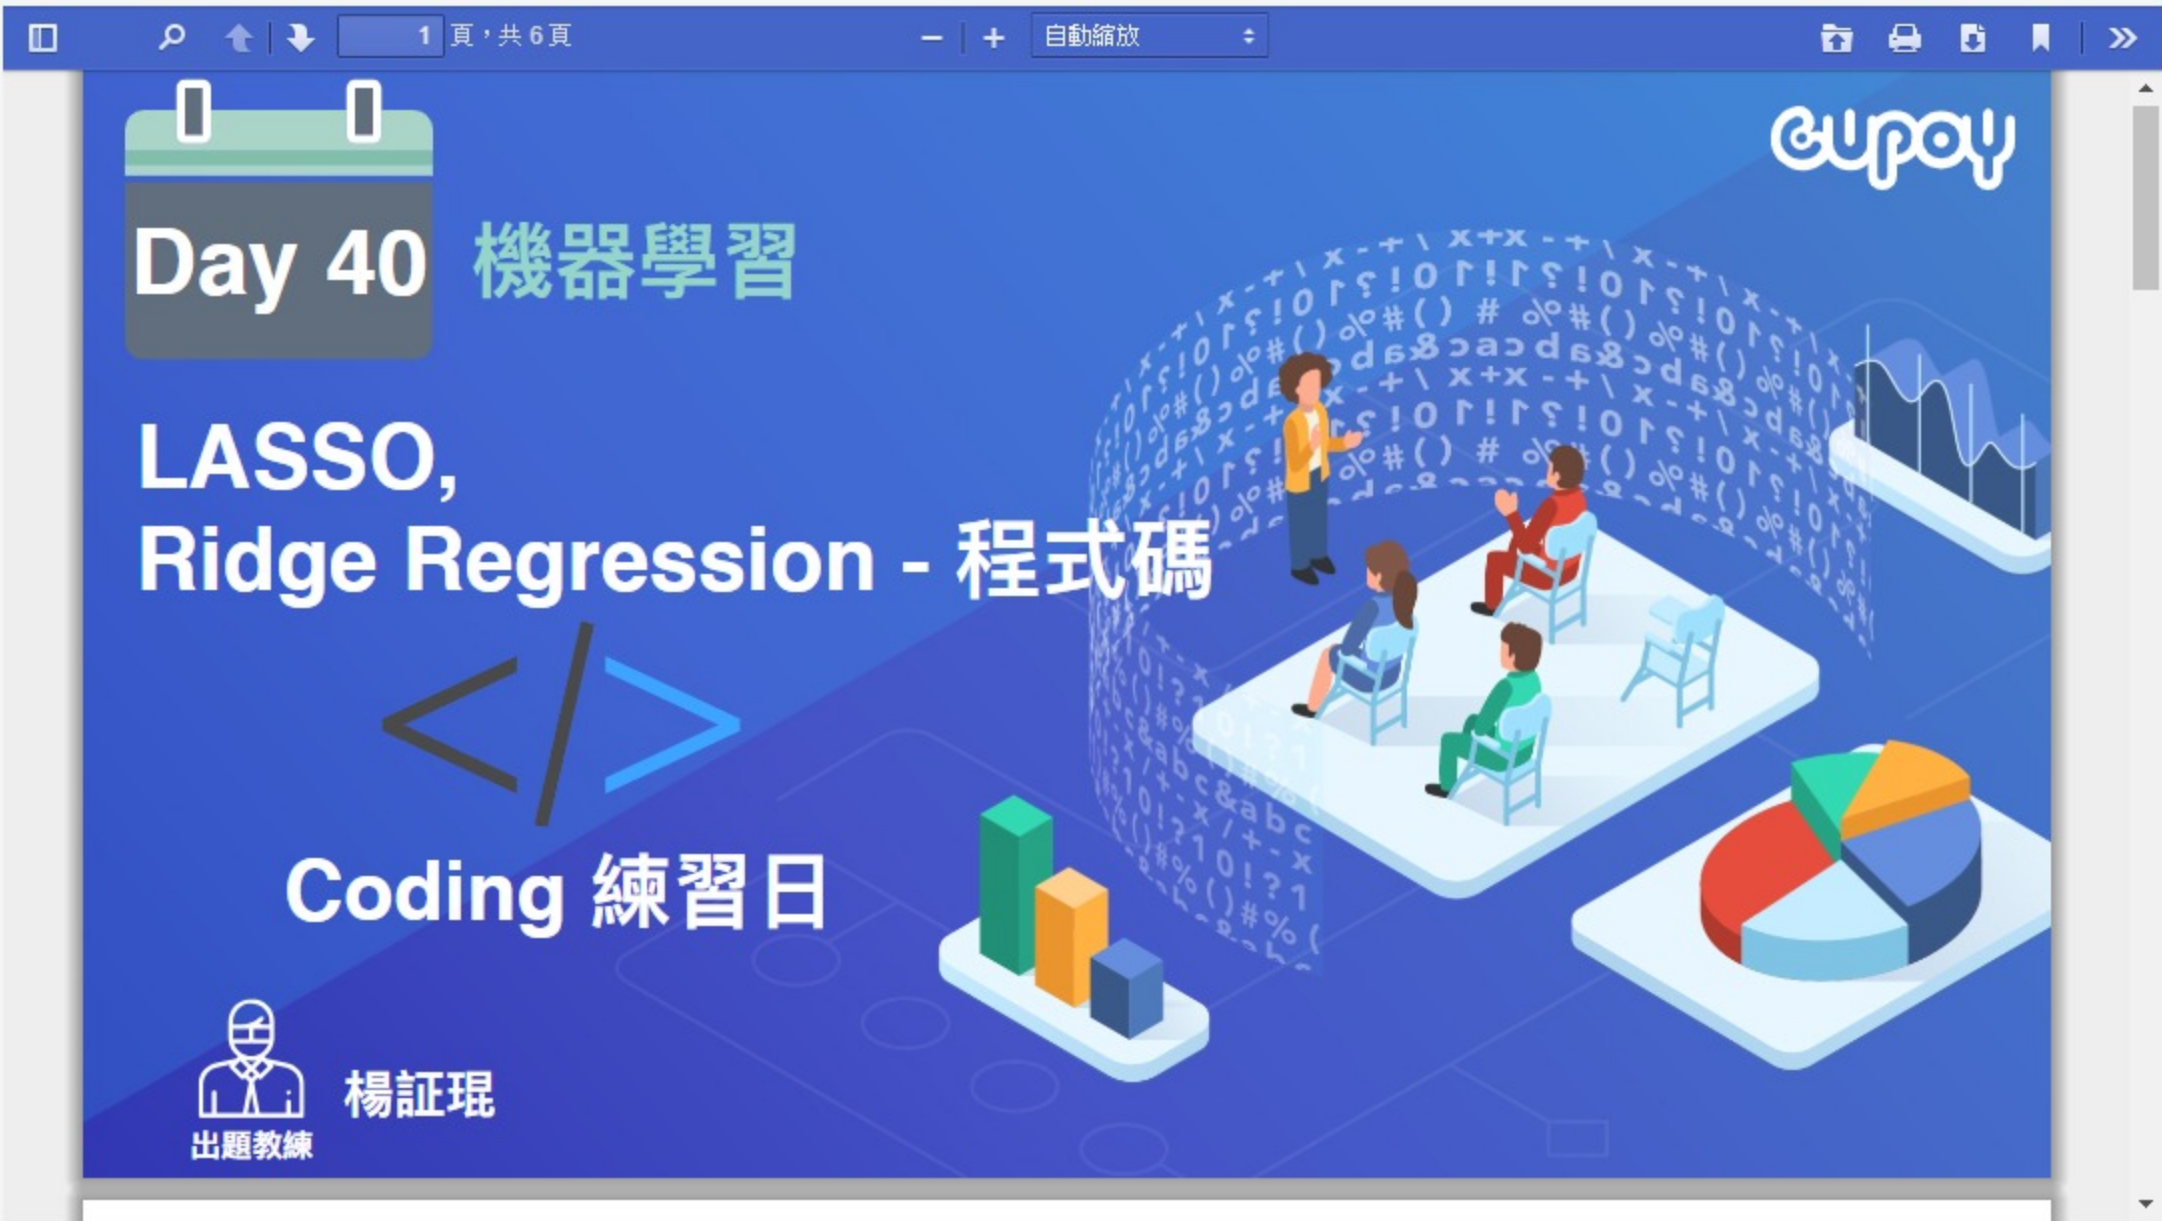 1 頁，共 6 頁
自動縮放
cupoy
Day 40
機器學習
LASSO,
Ridge Regression - 程式碼
</>
Coding 練習日
楊証琨
出題教練